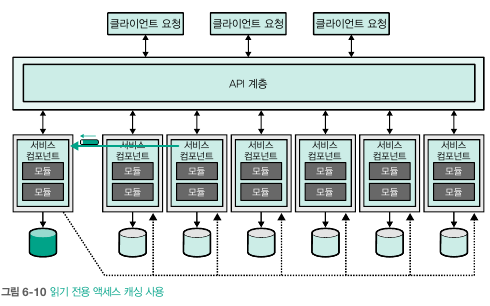 클라이언트 요청 클라이언트 요청 클라이언트 요청
API 계층
서비스 서비스 서비스 서비스 서비스 서비스 서비스
컴포넌트 컴포넌트 컴포넌트 컴포넌트 컴포넌트 컴포넌트 컴포넌트
모듈 모듈 모듈 모듈 모듈 모듈 모듈
모듈 모듈 모듈 모듈 모듈 모듈 모듈
그림 6-10 읽기 전용 액세스 캐싱 사용